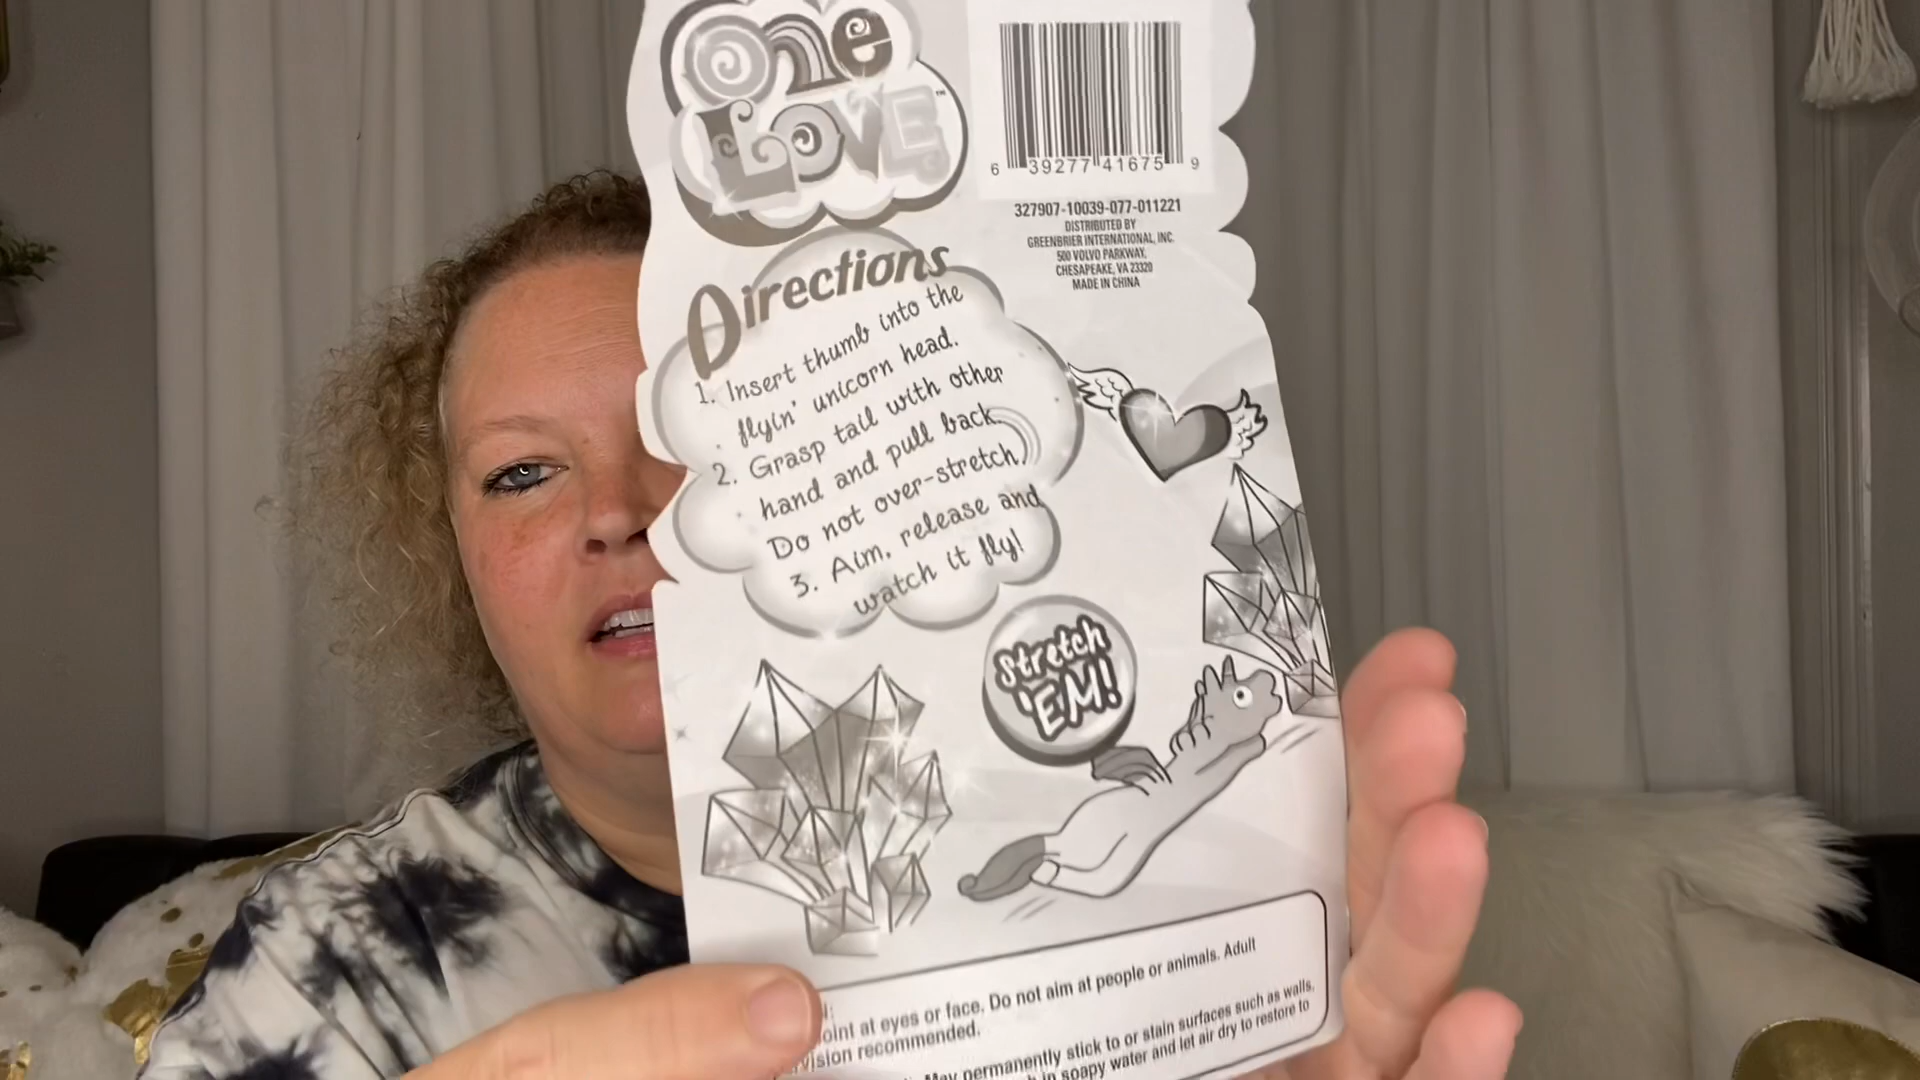 one
LOVE™
6 39277 41675 9
327907-10039-077-011221
DISTRIBUTED BY
GREENBRIER INTERNATIONAL, INC.
500 VOLVO PARKWAY,
CHESAPEAKE, VA 23320
MADE IN CHINA
Directions
1. Insert thumb into the
flyin' unicorn head.
2. Grasp tail with other
hand and pull back.
Do not over-stretch.
3. Aim, release and
watch it fly!
Stretch
'EM!
oint at eyes or face. Do not aim at people or animals. Adult
vision recommended.
May permanently stick to or stain surfaces such as walls,
in soapy water and let air dry to restore to